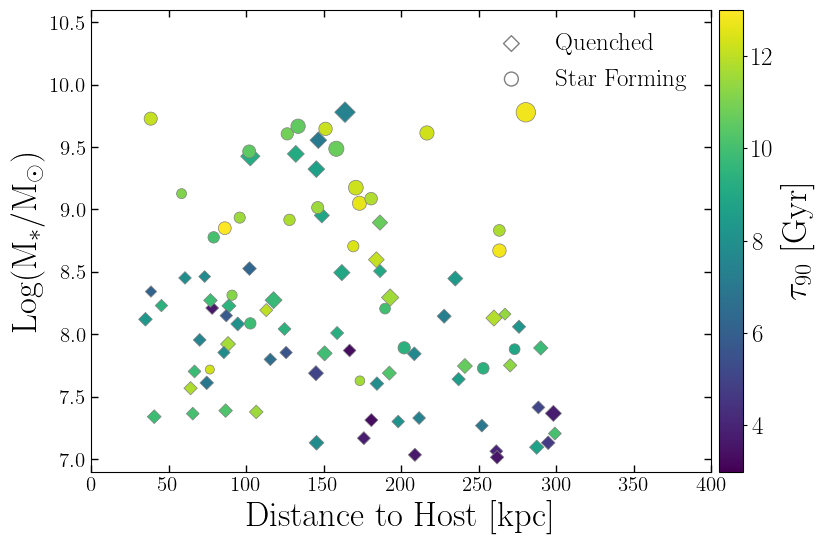 10.5
10.0
9.5
9.0
8.5
8.0
7.5
7.0
Log(M*/M⊙)
0 50 100 150 200 250 300 350 400
Distance to Host [kpc]
Quenched
Star Forming
12
10
8
6
4
τ90 [Gyr]